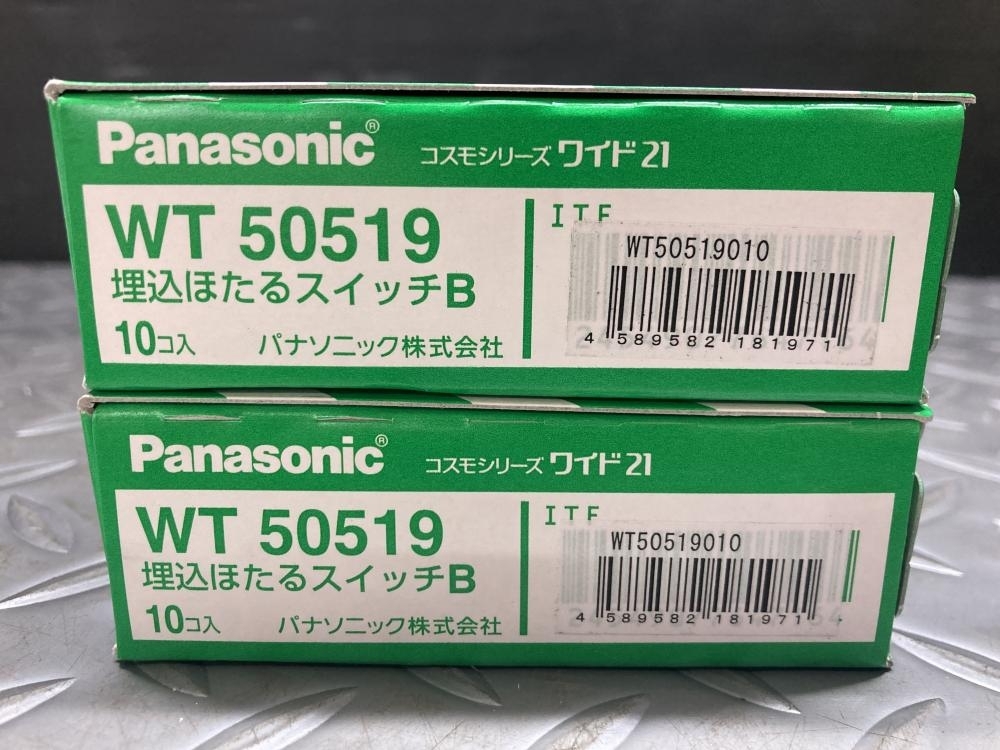 Panasonic®
コスモシリーズ ワイド21
WT 50519
埋込ほたるスイッチB
10コ入 パナソニック株式会社
ITF
WT50519010
4 589582 181971
Panasonic®
コスモシリーズ ワイド21
WT 50519
埋込ほたるスイッチB
10コ入 パナソニック株式会社
ITF
WT50519010
4 589582 181971